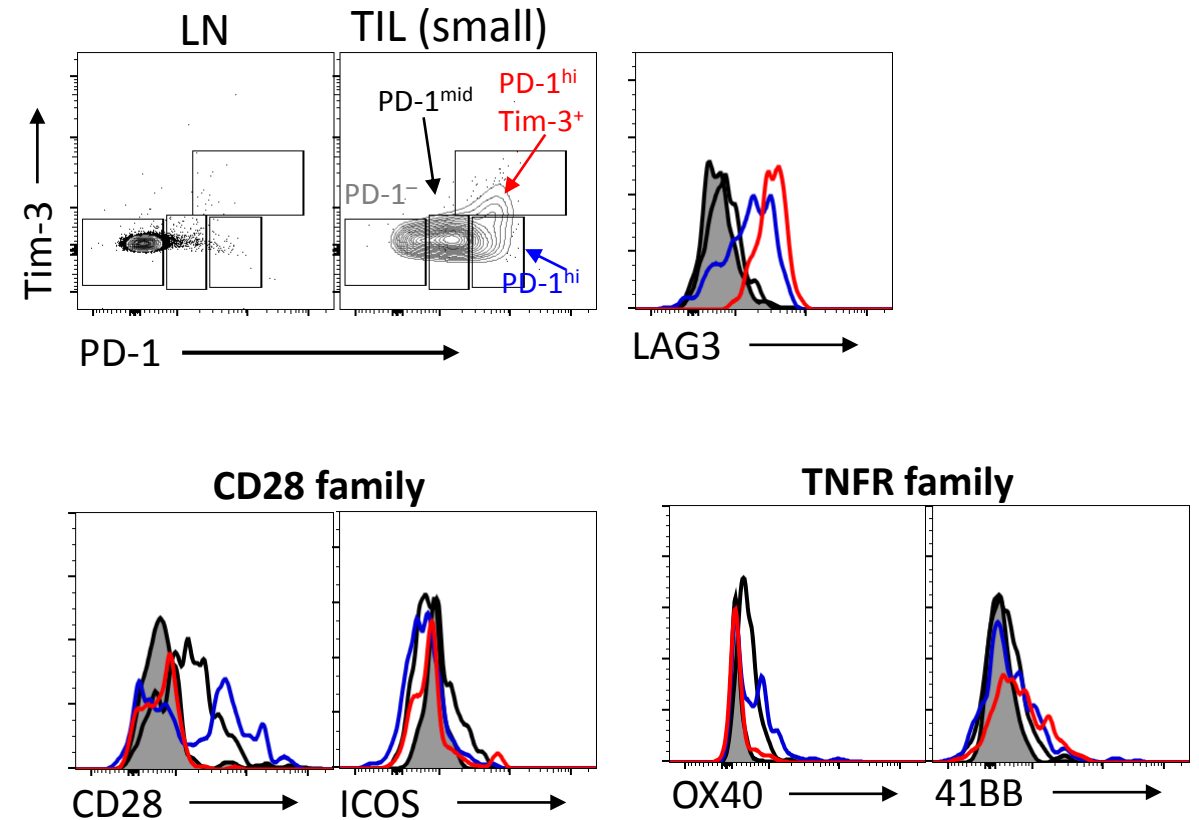 LN
TIL (small)
PD-1hi
Tim-3+
PD-1mid
PD-1–
PD-1hi
Tim-3
PD-1
LAG3
CD28 family
TNFR family
CD28
ICOS
OX40
41BB